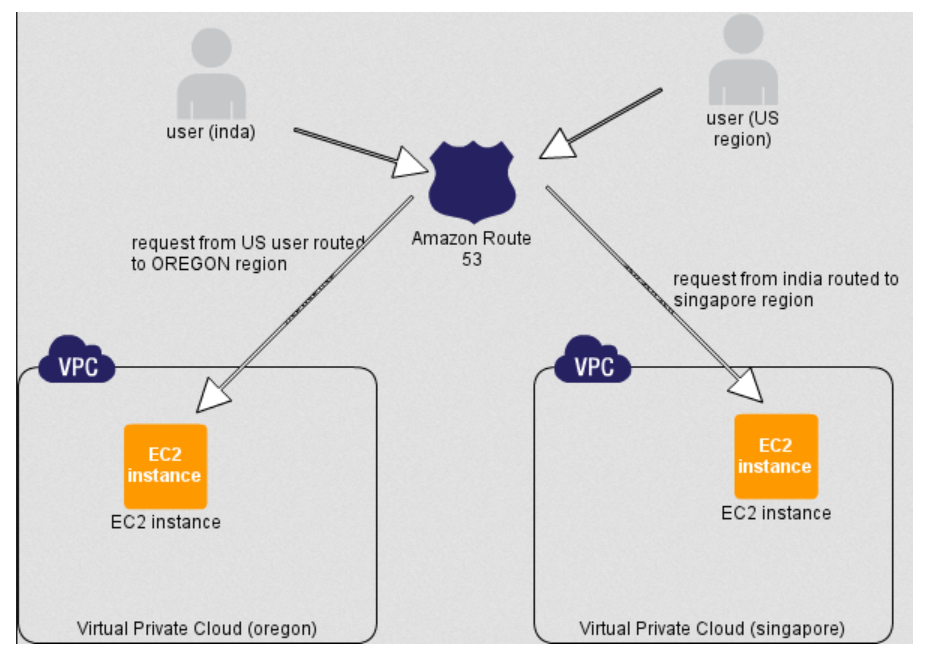 user (inda)
user (US
region)
Amazon Route
53
request from US user routed
to OREGON region
request from india routed to
singapore region
VPC
VPC
EC2
instance
EC2 instance
EC2
instance
EC2 instance
Virtual Private Cloud (oregon)
Virtual Private Cloud (singapore)